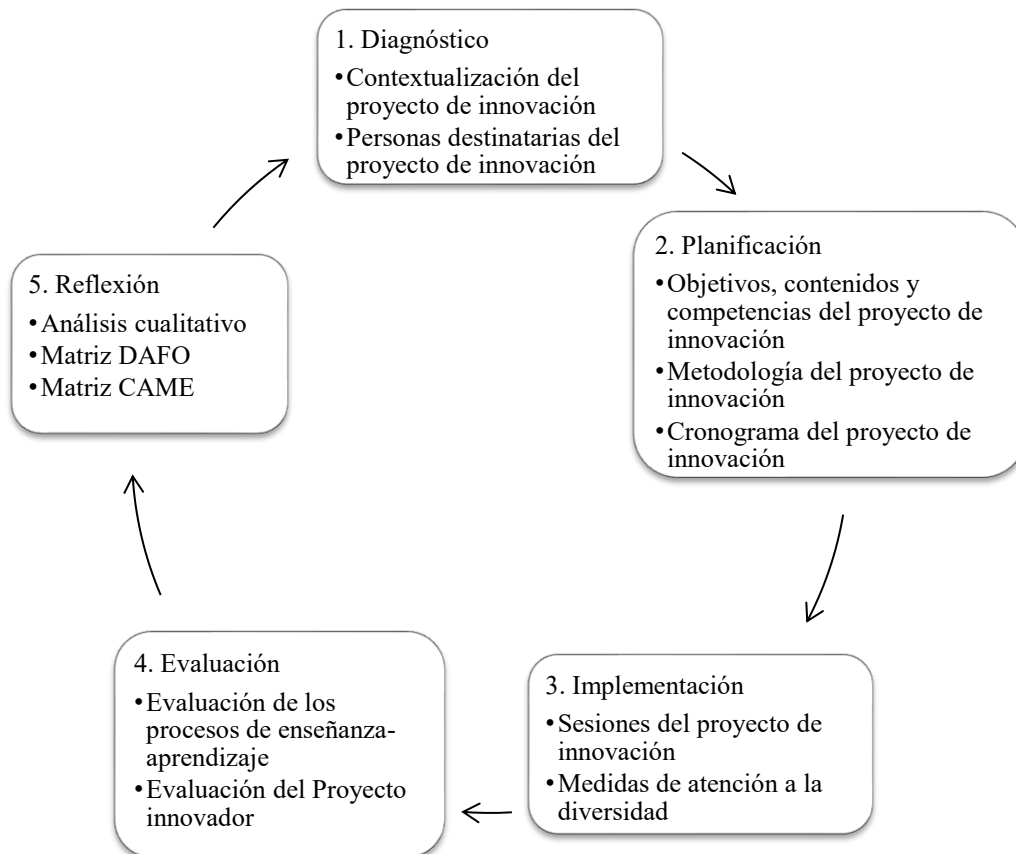 1. Diagnóstico
•Contextualización del
proyecto de innovación
•Personas destinatarias del
proyecto de innovación
2. Planificación
•Objetivos, contenidos y
competencias del proyecto de
innovación
•Metodología del proyecto de
innovación
•Cronograma del proyecto de
innovación
3. Implementación
•Sesiones del proyecto de
innovación
•Medidas de atención a la
diversidad
4. Evaluación
•Evaluación de los
procesos de enseñanza-
aprendizaje
•Evaluación del Proyecto
innovador
5. Reflexión
•Análisis cualitativo
•Matriz DAFO
•Matriz CAME